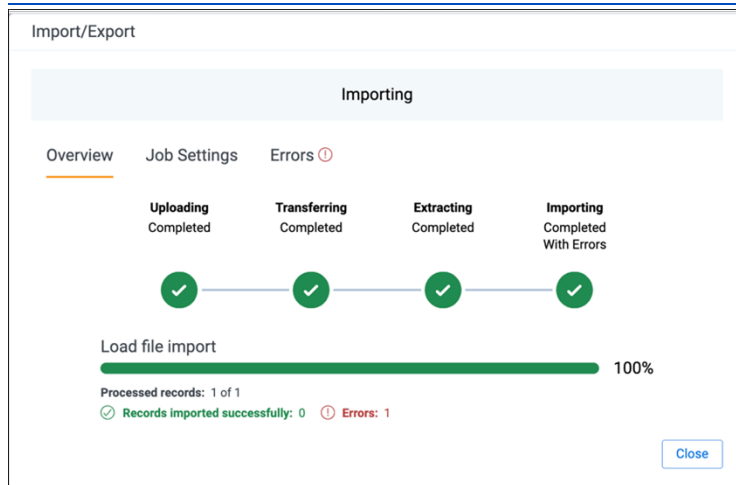 Import/Export
Importing
Overview Job Settings Errors
Uploading Transferring Extracting Importing
Completed Completed Completed Completed
With Errors
Load file import
100%
Processed records: 1 of 1
Records imported successfully: 0 Errors: 1
Close